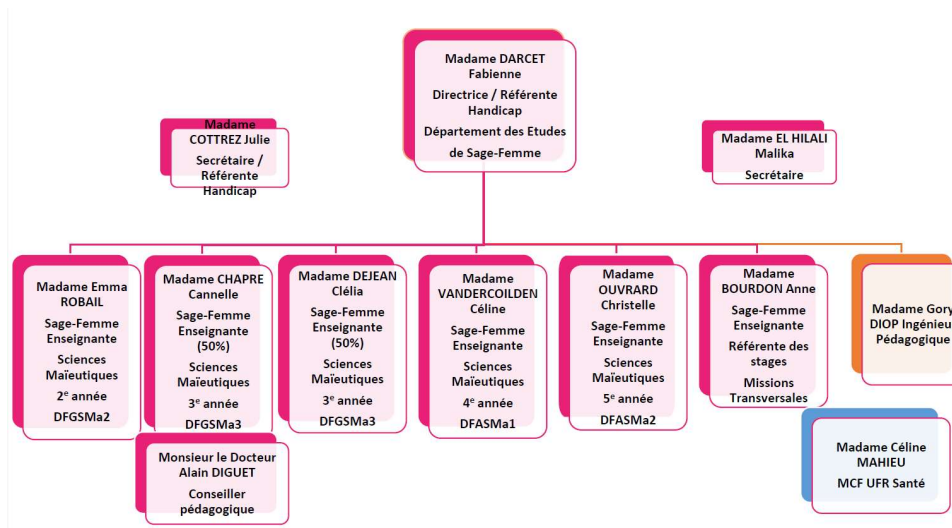 Madame DARCET
Fabienne
Directrice / Référente
Handicap
Département des Etudes
de Sage-Femme
Madame
COTTREZ Julie
Secrétaire /
Référente
Handicap
Madame EL HILALI
Malika
Secrétaire
Madame Emma
ROBAIL
Sage-Femme
Enseignante
Sciences
Maïeutiques
2e année
DFGSMa2
Madame CHAPRE
Cannelle
Sage-Femme
Enseignante
(50%)
Sciences
Maïeutiques
3e année
DFGSMa3
Madame DEJEAN
Clélia
Sage-Femme
Enseignante
(50%)
Sciences
Maïeutiques
3e année
DFGSMa3
Madame
VANDERCOILDEN
Céline
Sage-Femme
Enseignante
Sciences
Maïeutiques
4e année
DFASMa1
Madame
OUVRARD
Christelle
Sage-Femme
Enseignante
Sciences
Maïeutiques
5e année
DFASMa2
Madame
BOURDON Anne
Sage-Femme
Enseignante
Référente des
stages
Missions
Transversales
Madame Gory
DIOP Ingénieur
Pédagogique
Monsieur le Docteur
Alain DIGUET
Conseiller
pédagogique
Madame Céline
MAHIEU
MCF UFR Santé